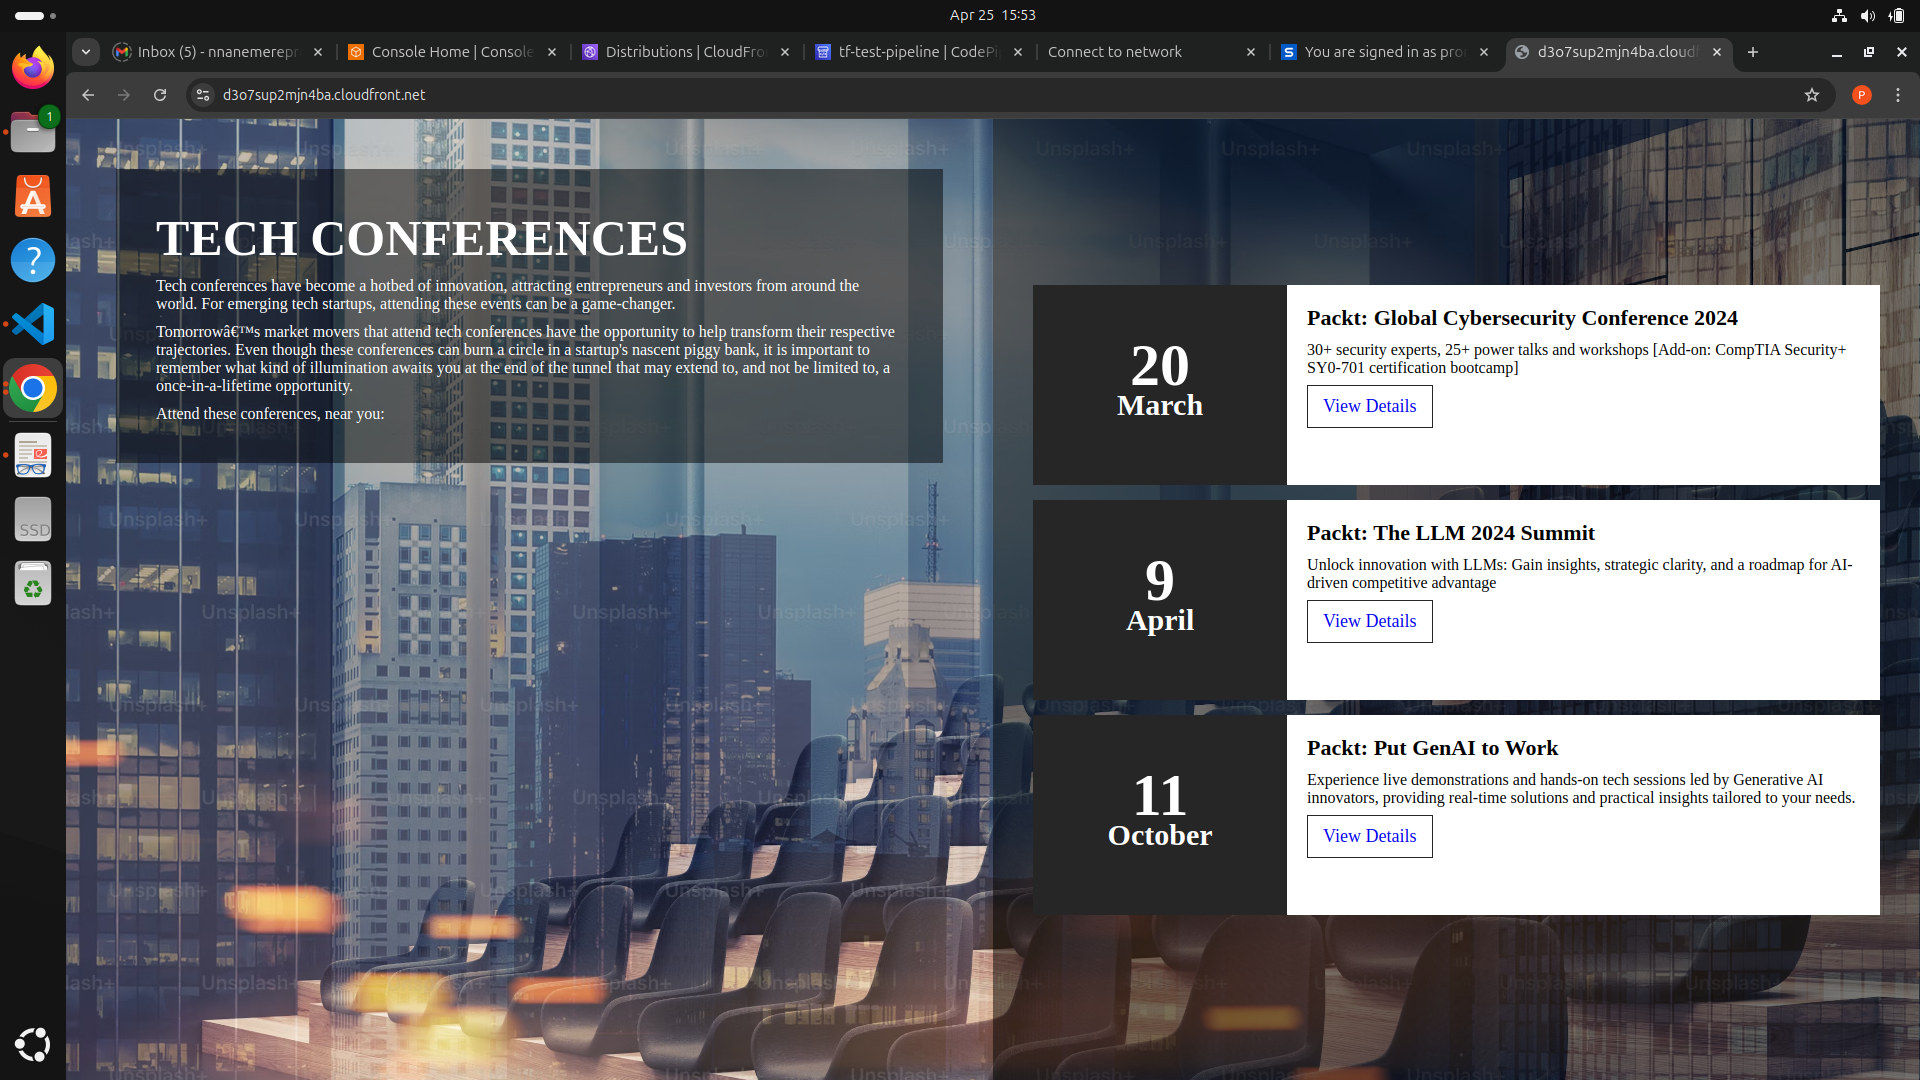 Apr 25 15:53
Inbox (5) - nnanemerepr
Console Home | Console
Distributions | CloudFro
tf-test-pipeline | CodePi
Connect to network
You are signed in as pro
d3o7sup2mjn4ba.cloudf
d3o7sup2mjn4ba.cloudfront.net
P
1
SSD
TECH CONFERENCES
Tech conferences have become a hotbed of innovation, attracting entrepreneurs and investors from around the
world. For emerging tech startups, attending these events can be a game-changer.
Tomorrowâ€™s market movers that attend tech conferences have the opportunity to help transform their respective
trajectories. Even though these conferences can burn a circle in a startup's nascent piggy bank, it is important to
remember what kind of illumination awaits you at the end of the tunnel that may extend to, and not be limited to, a
once-in-a-lifetime opportunity.
Attend these conferences, near you:
20
March
Packt: Global Cybersecurity Conference 2024
30+ security experts, 25+ power talks and workshops [Add-on: CompTIA Security+
SY0-701 certification bootcamp]
View Details
9
April
Packt: The LLM 2024 Summit
Unlock innovation with LLMs: Gain insights, strategic clarity, and a roadmap for AI-
driven competitive advantage
View Details
11
October
Packt: Put GenAI to Work
Experience live demonstrations and hands-on tech sessions led by Generative AI
innovators, providing real-time solutions and practical insights tailored to your needs.
View Details
Unsplash+